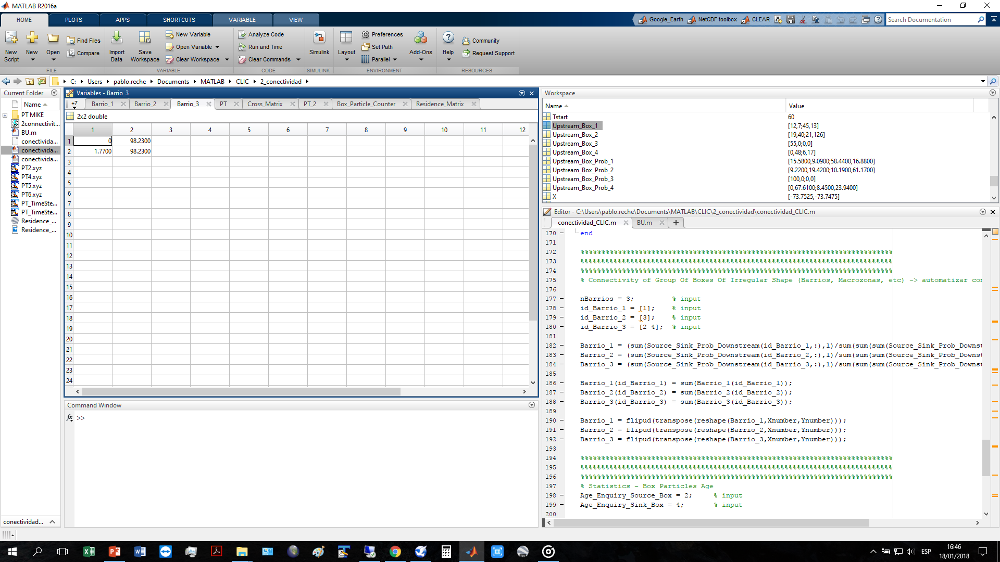 MATLAB R2016a
HOME
PLOTS
APPS
SHORTCUTS
VARIABLE
VIEW
Google_Earth
NetCDF toolbox
CLEAR
Search Documentation
New Script
New
Open
Find Files
Compare
Import Data
Save Workspace
New Variable
Open Variable
Clear Workspace
Analyze Code
Run and Time
Clear Commands
Simulink
Layout
Preferences
Set Path
Parallel
Add-Ons
Help
Community
Request Support
FILE
VARIABLE
CODE
SIMULINK
ENVIRONMENT
RESOURCES
C: Users pablo.reche Documents MATLAB CLIC 2_conectividad
Current Folder
Name
PT MIKE
2connectivit...
BU.m
conectivida...
conectivida...
conectivida...
PT2.xyz
PT4.xyz
PT5.xyz
PT6.xyz
PT_TimeSte...
PT_TimeSte...
Residence_...
Residence_...
conectividad...
Variables - Barrio_3
+7
Barrio_1
Barrio_2
Barrio_3
PT
Cross_Matrix
PT_2
Box_Particle_Counter
Residence_Matrix
2x2 double
1 2 3 4 5 6 7 8 9 10 11 12
1 0 98.2300
2 1.7700 98.2300
3
4
5
6
7
8
9
10
11
12
13
14
15
16
17
18
19
20
21
22
23
24
Command Window
fx >>
Workspace
Name Value
Tstart 60
Upstream_Box_1 [12,7;45,13]
Upstream_Box_2 [19,40;21,126]
Upstream_Box_3 [55,0;0,0]
Upstream_Box_4 [0,48;6,17]
Upstream_Box_Prob_1 [15.5800,9.0900;58.4400,16.8800]
Upstream_Box_Prob_2 [9.2200,19.4200;10.1900,61.1700]
Upstream_Box_Prob_3 [100,0;0,0]
Upstream_Box_Prob_4 [0,67.6100;8.4500,23.9400]
X [-73.7525,-73.7475]
Editor - C:\Users\pablo.reche\Documents\MATLAB\CLIC\2_conectividad\conectividad_CLIC.m
conectividad_CLIC.m
BU.m
170 - end
171
172 %%%%%%%%%%%%%%%%%%%%%%%%%%%%%%%%%%%%%%%%%%%%%%%%%%%%%%%%%%%%%%%%%%%%%%%%%%%%%
173 %%%%%%%%%%%%%%%%%%%%%%%%%%%%%%%%%%%%%%%%%%%%%%%%%%%%%%%%%%%%%%%%%%%%%%%%%%%%%
174 %%%%%%%%%%%%%%%%%%%%%%%%%%%%%%%%%%%%%%%%%%%%%%%%%%%%%%%%%%%%%%%%%%%%%%%%%%%%%
175 % Connectivity of Group Of Boxes Of Irregular Shape (Barrios, Macrozonas, etc) -> automatizar con
176
177 - nBarrios = 3; % input
178 - id_Barrio_1 = [1]; % input
179 - id_Barrio_2 = [3]; % input
180 - id_Barrio_3 = [2 4]; % input
181
182 - Barrio_1 = (sum(Source_Sink_Prob_Downstream(id_Barrio_1,:),1)/sum(sum(sum(Source_Sink_Prob_Downst
183 - Barrio_2 = (sum(Source_Sink_Prob_Downstream(id_Barrio_2,:),1)/sum(sum(sum(Source_Sink_Prob_Downst
184 - Barrio_3 = (sum(Source_Sink_Prob_Downstream(id_Barrio_3,:),1)/sum(sum(sum(Source_Sink_Prob_Downst
185
186 - Barrio_1(id_Barrio_1) = sum(Barrio_1(id_Barrio_1));
187 - Barrio_2(id_Barrio_2) = sum(Barrio_2(id_Barrio_2));
188 - Barrio_3(id_Barrio_3) = sum(Barrio_3(id_Barrio_3));
189
190 - Barrio_1 = flipud(transpose(reshape(Barrio_1,Xnumber,Ynumber)));
191 - Barrio_2 = flipud(transpose(reshape(Barrio_2,Xnumber,Ynumber)));
192 - Barrio_3 = flipud(transpose(reshape(Barrio_3,Xnumber,Ynumber)));
193
194 %%%%%%%%%%%%%%%%%%%%%%%%%%%%%%%%%%%%%%%%%%%%%%%%%%%%%%%%%%%%%%%%%%%%%%%%%%%%%
195 %%%%%%%%%%%%%%%%%%%%%%%%%%%%%%%%%%%%%%%%%%%%%%%%%%%%%%%%%%%%%%%%%%%%%%%%%%%%%
196 %%%%%%%%%%%%%%%%%%%%%%%%%%%%%%%%%%%%%%%%%%%%%%%%%%%%%%%%%%%%%%%%%%%%%%%%%%%%%
197 % Statistics - Box Particles Age
198 - Age_Enquiry_Source_Box = 2; % input
199 - Age_Enquiry_Sink_Box = 4; % input
200
ESP
16:46
18/01/2018